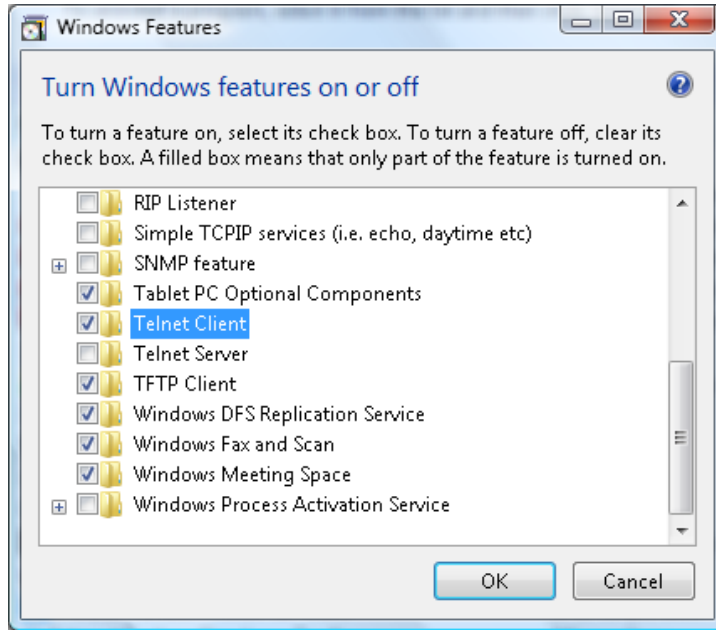 Windows Features
Turn Windows features on or off
To turn a feature on, select its check box. To turn a feature off, clear its
check box. A filled box means that only part of the feature is turned on.
RIP Listener
Simple TCPIP services (i.e. echo, daytime etc)
SNMP feature
Tablet PC Optional Components
Telnet Client
Telnet Server
TFTP Client
Windows DFS Replication Service
Windows Fax and Scan
Windows Meeting Space
Windows Process Activation Service
OK
Cancel